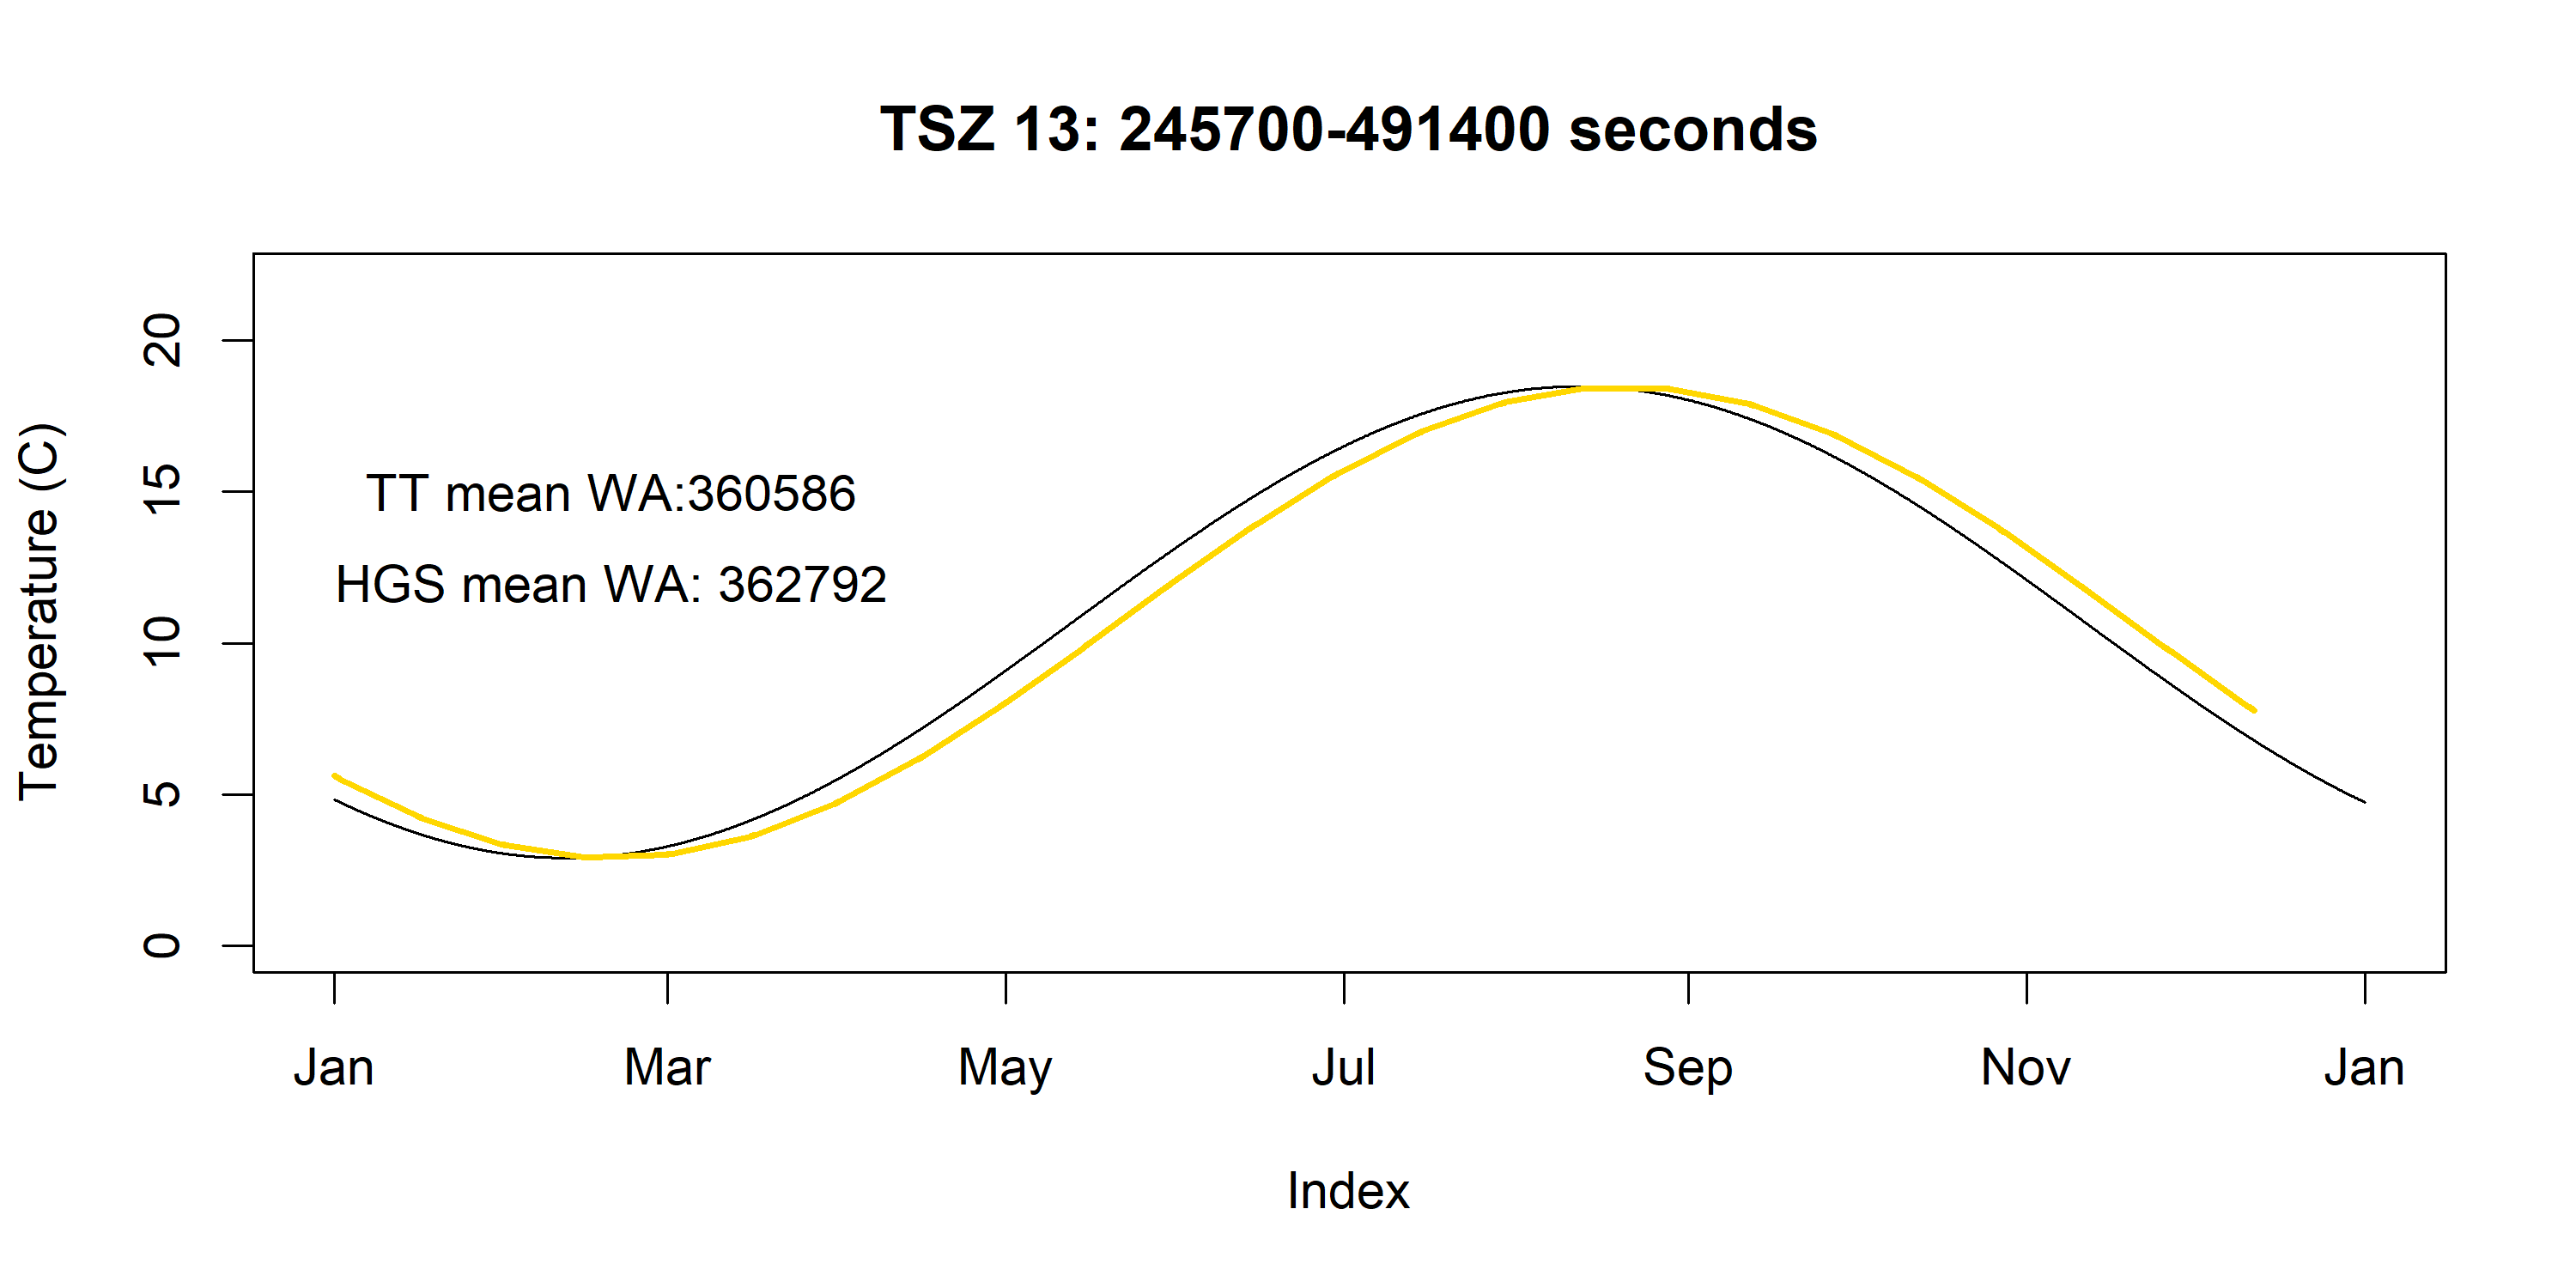 TSZ 13: 245700-491400 seconds
Temperature (C)
20
15
10
5
0
TT mean WA:360586
HGS mean WA: 362792
Jan Mar May Jul Sep Nov Jan
Index